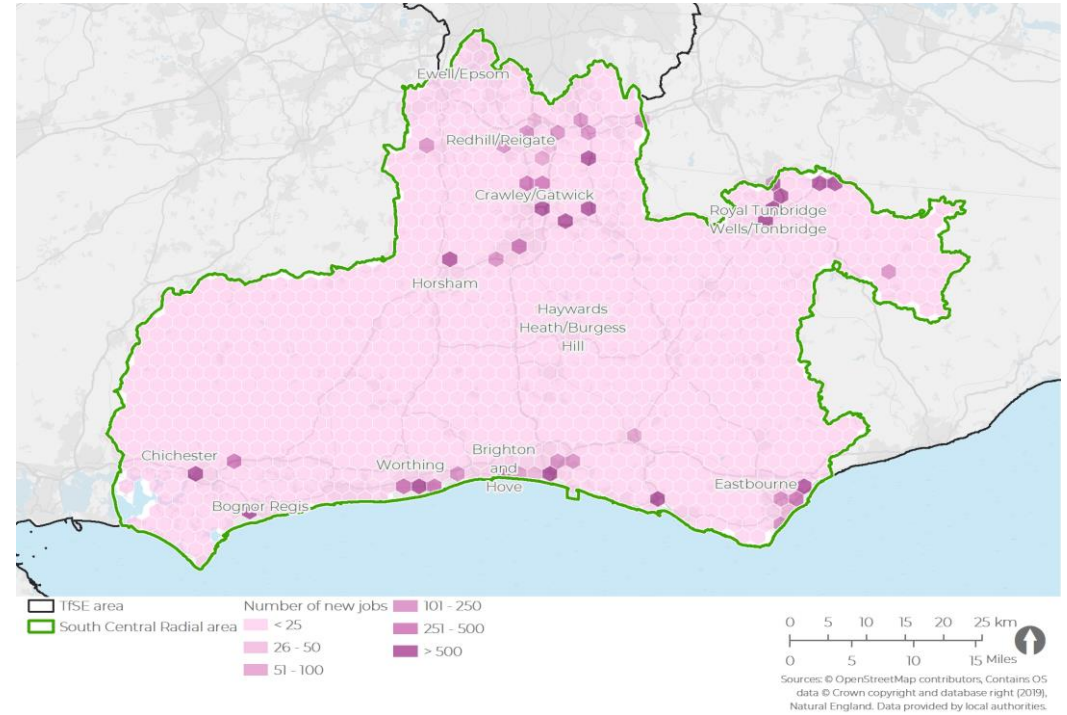 Ewell/Epsom
Redhill/Reigate
Crawley/Gatwick
Royal Tunbridge
Wells/Tonbridge
Horsham
Haywards
Heath/Burgess
Hill
Chichester
Worthing
Brighton
and
Hove
Eastbourne
Bognor Regis
TfSE area
South Central Radial area
Number of new jobs
< 25
26 - 50
51 - 100
101 - 250
251 - 500
> 500
0 5 10 15 20 25 km
0 5 10 15 Miles
Sources: © OpenStreetMap contributors, Contains OS
data © Crown copyright and database right (2019),
Natural England. Data provided by local authorities.